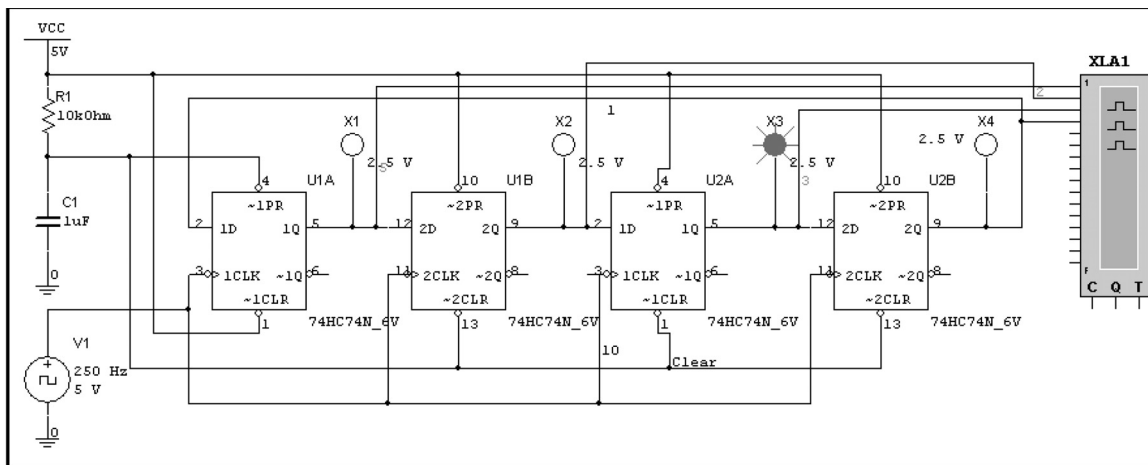 VCC
5V
XLA1
R1
10kOhm
1
2
1
X1
X2
X3
X4
2.5 V
2.5 V
2.5 V
2.5 V
5
3
4
U1A
10
U1B
4
U2A
10
U2B
C1
1uF
0
~1PR
~2PR
~1PR
~2PR
2
1D
1Q
5
12
2D
2Q
9
2
1D
1Q
5
12
2D
2Q
9
3
1CLK
~1Q
6
11
2CLK
~2Q
8
3
1CLK
~1Q
6
11
2CLK
~2Q
8
F
C Q T
~1CLR
~2CLR
~1CLR
~2CLR
1
74HC74N_6V
13
74HC74N_6V
1
74HC74N_6V
13
74HC74N_6V
V1
250 Hz
5 V
0
10
Clear